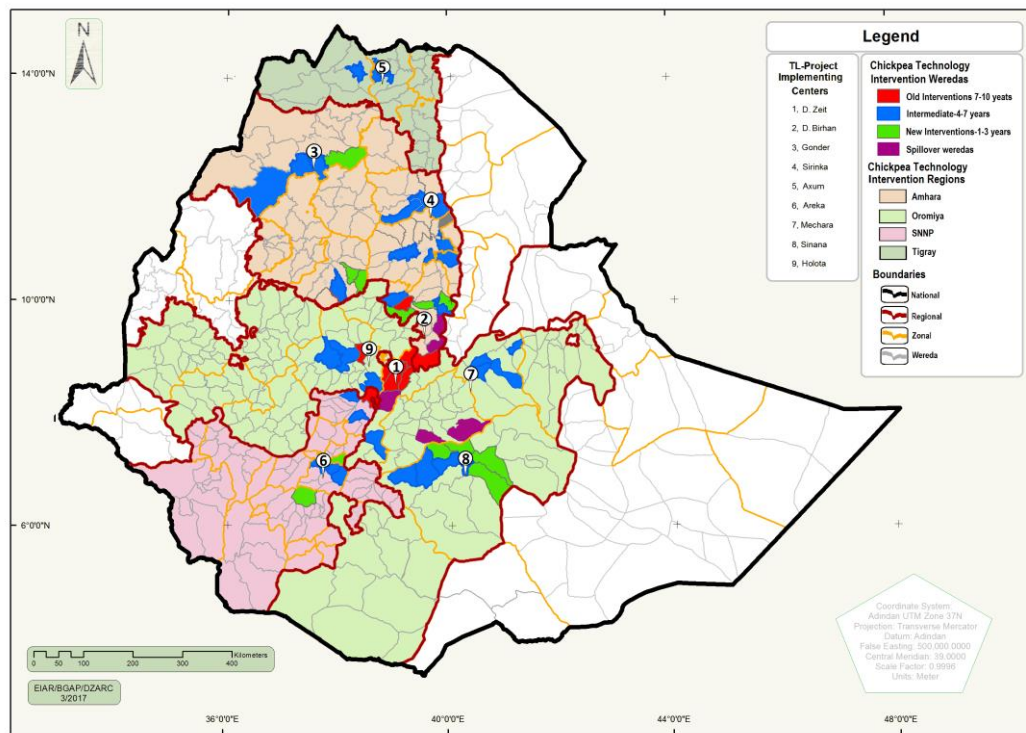 N
14°0'0"N
10°0'0"N
6°0'0"N
36°0'0"E
40°0'0"E
44°0'0"E
48°0'0"E
5
3
4
2
9
1
7
6
8
Legend
TL-Project
Implementing
Centers
1, D. Zeit
2, D. Birhan
3, Gonder
4, Sirinka
5, Axum
6, Areka
7, Mechara
8, Sinana
9, Holota
Chickpea Technology
Intervention Weredas
Old Interventions 7-10 yeats
Intermediate-4-7 years
New Interventions-1-3 years
Spillover weredas
Chickpea Technology
Intervention Regions
Amhara
Oromiya
SNNP
Tigray
Boundaries
National
Regional
Zonal
Wereda
Coordinate System:
Adindan UTM Zone 37N
Projection: Transverse Mercator
Datum: Adindan
False Easting: 500,000.0000
Central Meridian: 39.0000
Scale Factor: 0.9996
Units: Meter
Kilometers
0 25 50 100 200 300 400
EIAR/BGAP/DZARC
3/2017